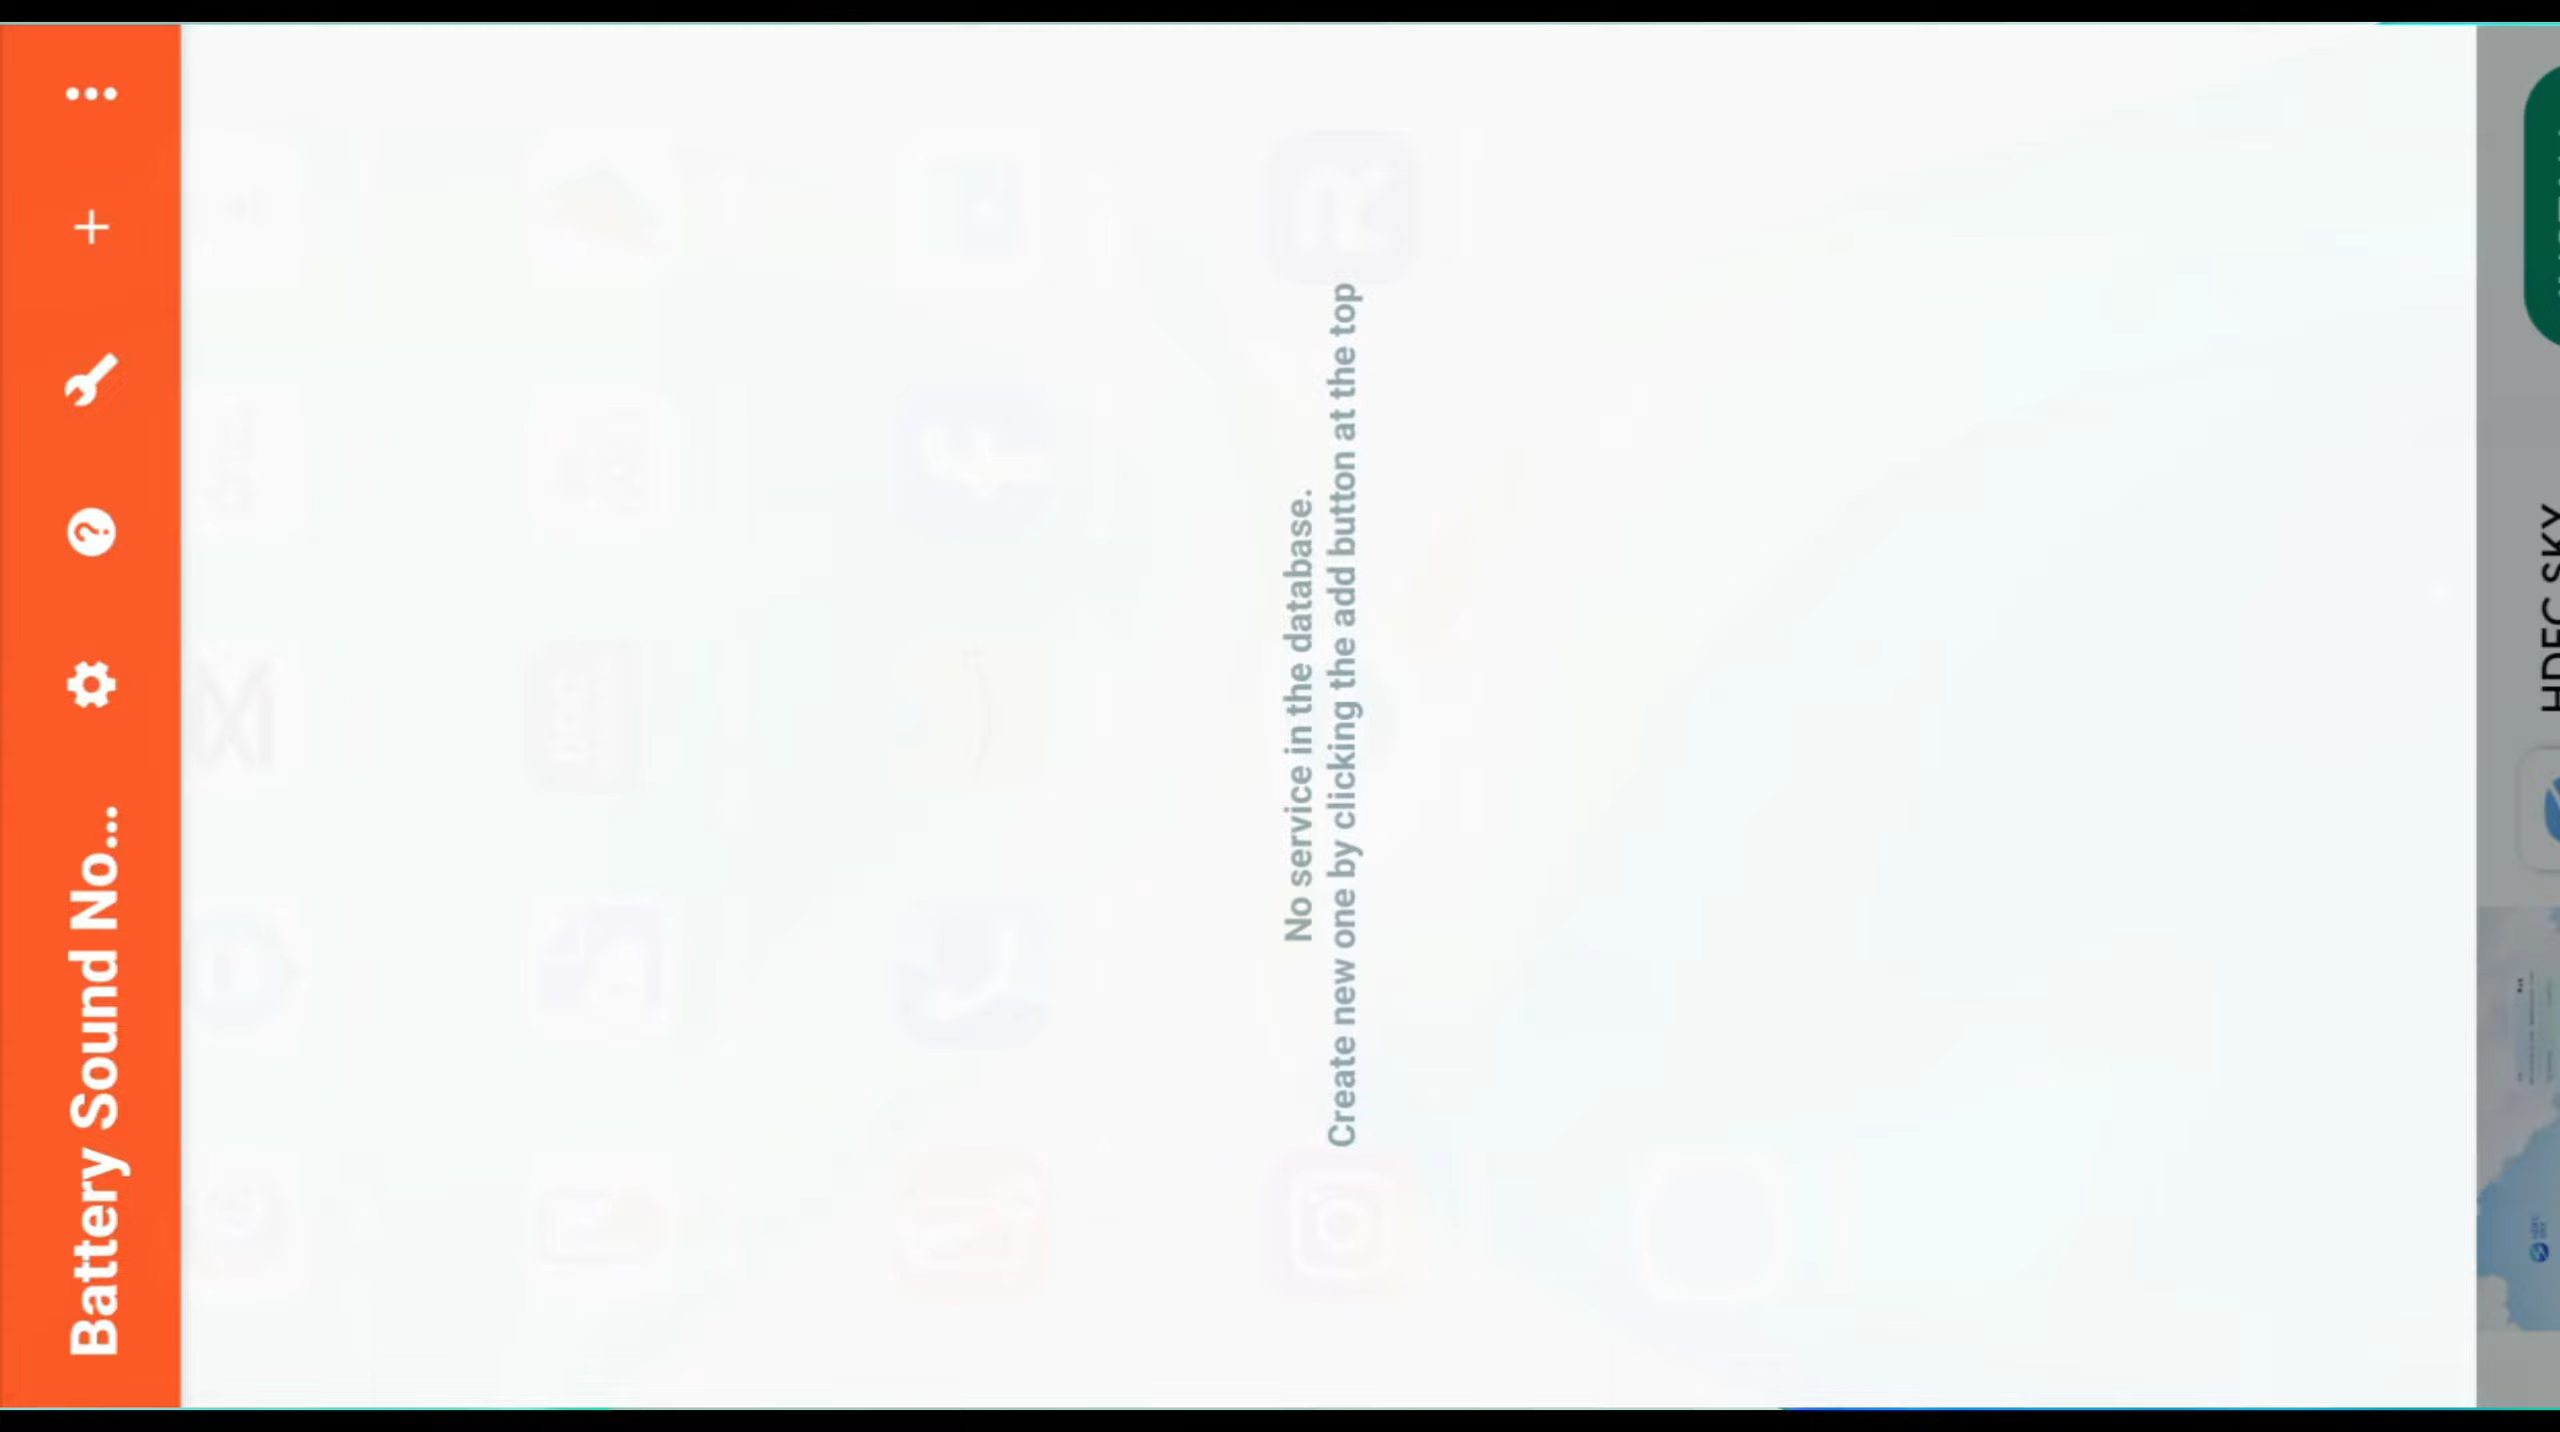 Battery Sound No...
No service in the database.
Create new one by clicking the add button at the top
HDFC SKY